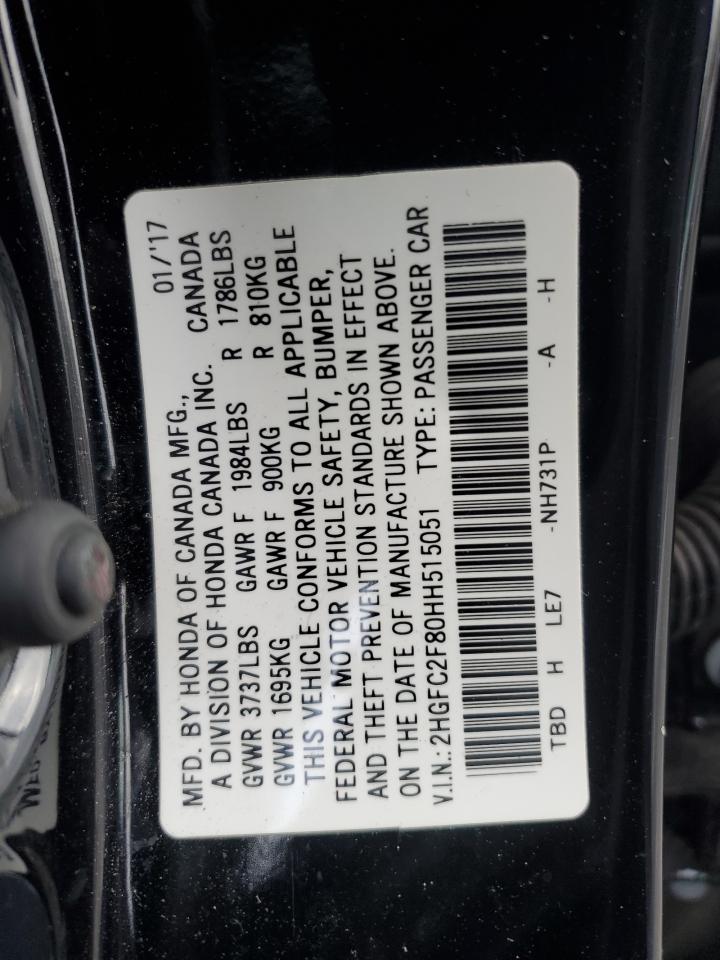 MFD. BY HONDA OF CANADA MFG., 01/'17
A DIVISION OF HONDA CANADA INC. CANADA
GVWR 3737LBS GAWR F 1984LBS R 1786LBS
GVWR 1695KG GAWR F 900KG R 810KG
THIS VEHICLE CONFORMS TO ALL APPLICABLE
FEDERAL MOTOR VEHICLE SAFETY, BUMPER,
AND THEFT PREVENTION STANDARDS IN EFFECT
ON THE DATE OF MANUFACTURE SHOWN ABOVE.
V.I.N.: 2HGFC2F80HH515051 TYPE: PASSENGER CAR
TBD H LE7 -NH731P -A -H